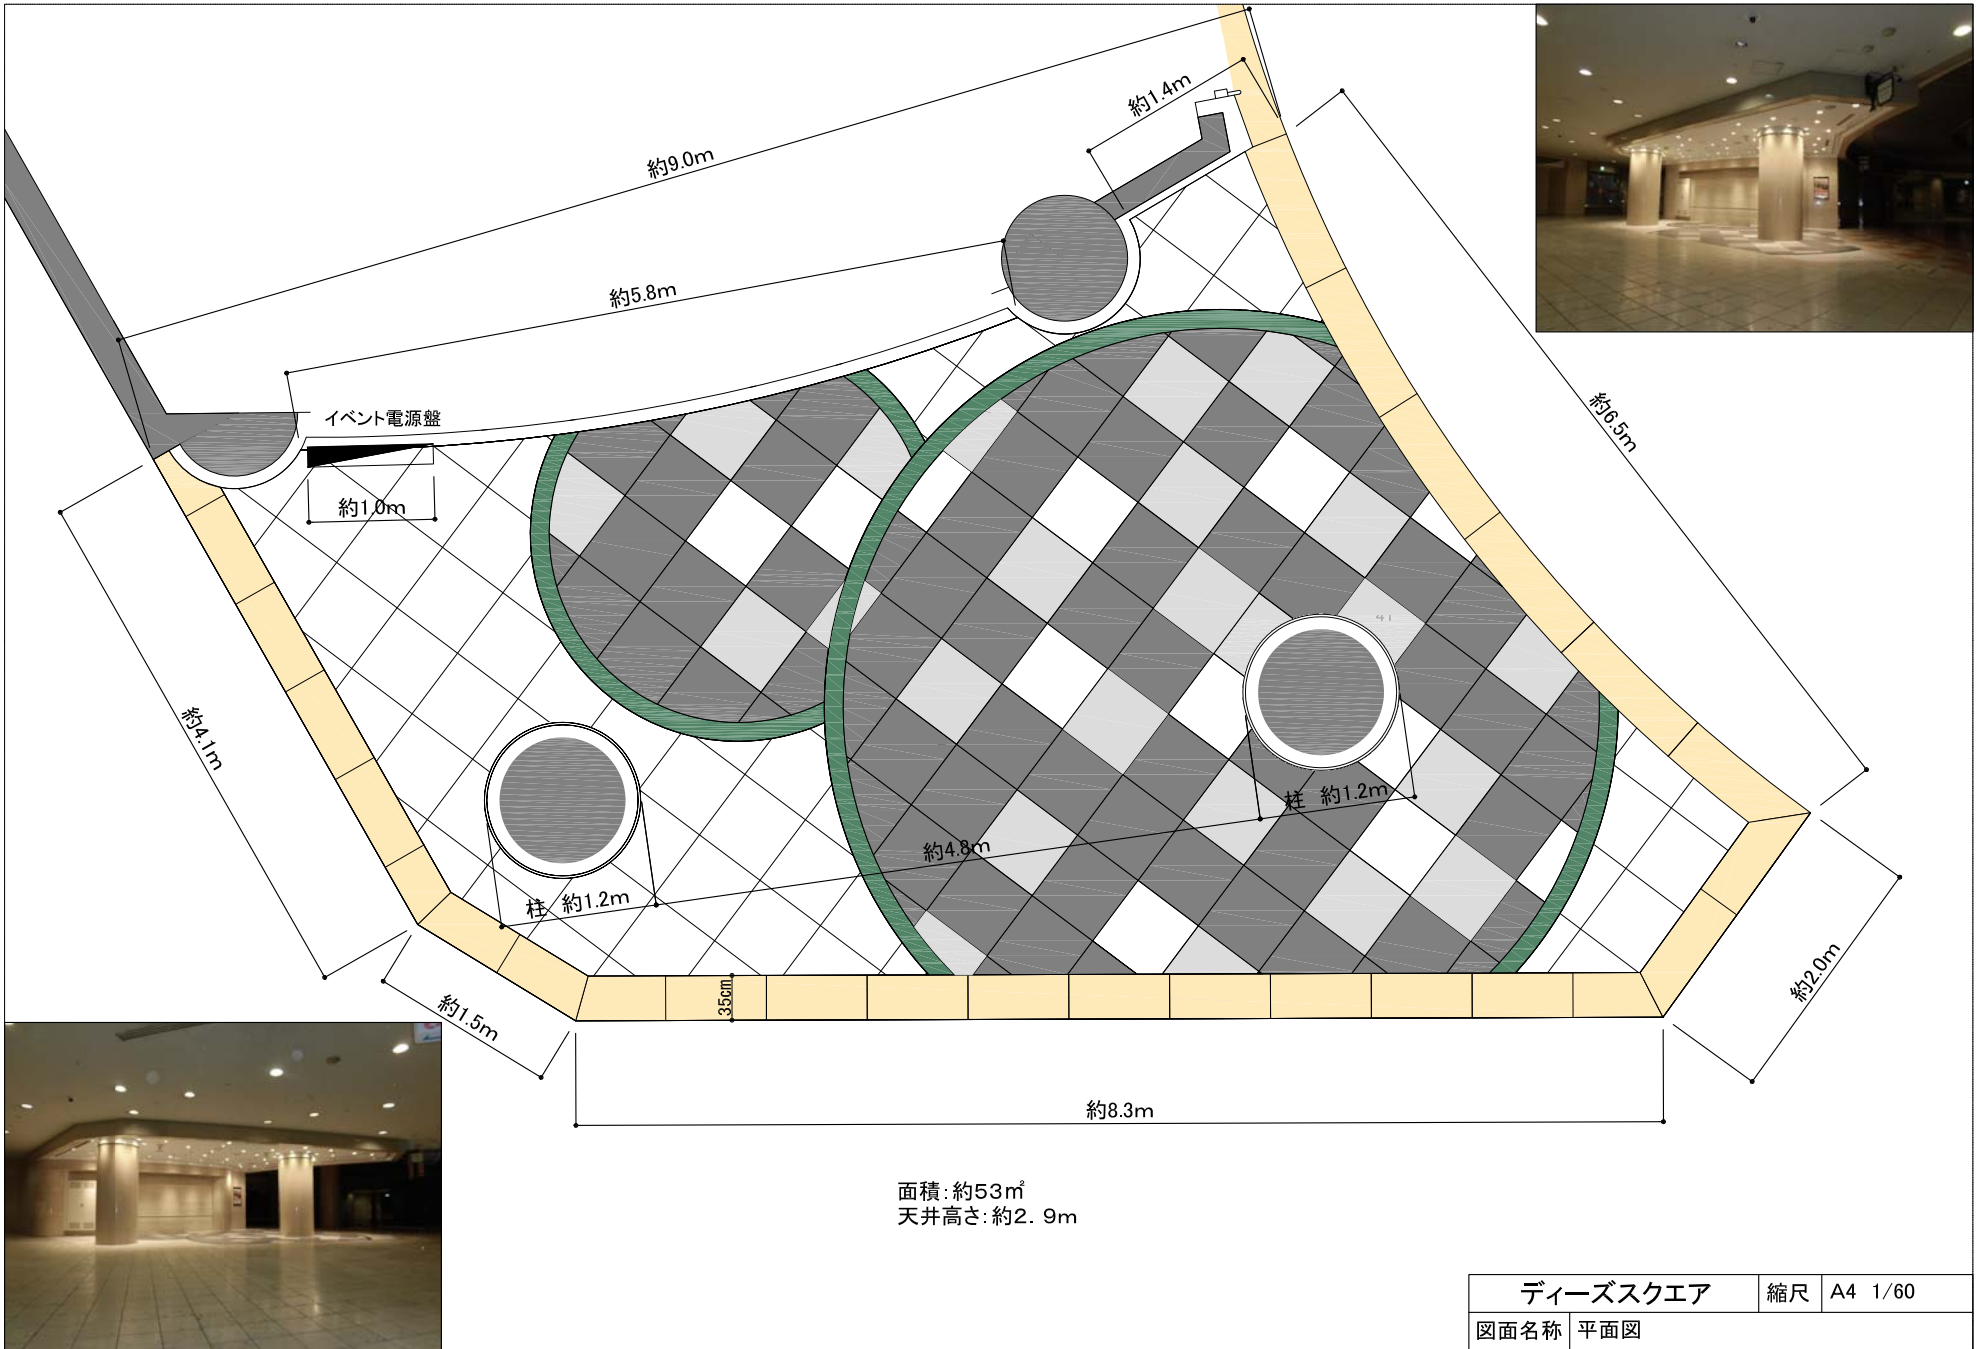 約9.0m
約1.4m
約5.8m
約6.5m
イベント電源盤
約1.0m
約4.1m
柱 約1.2m
約4.8m
柱 約1.2m
35cm
約1.5m
約2.0m
約8.3m
面積:約53㎡
天井高さ:約2.9m
ディーズスクエア 縮尺 A4 1/60
図面名称 平面図